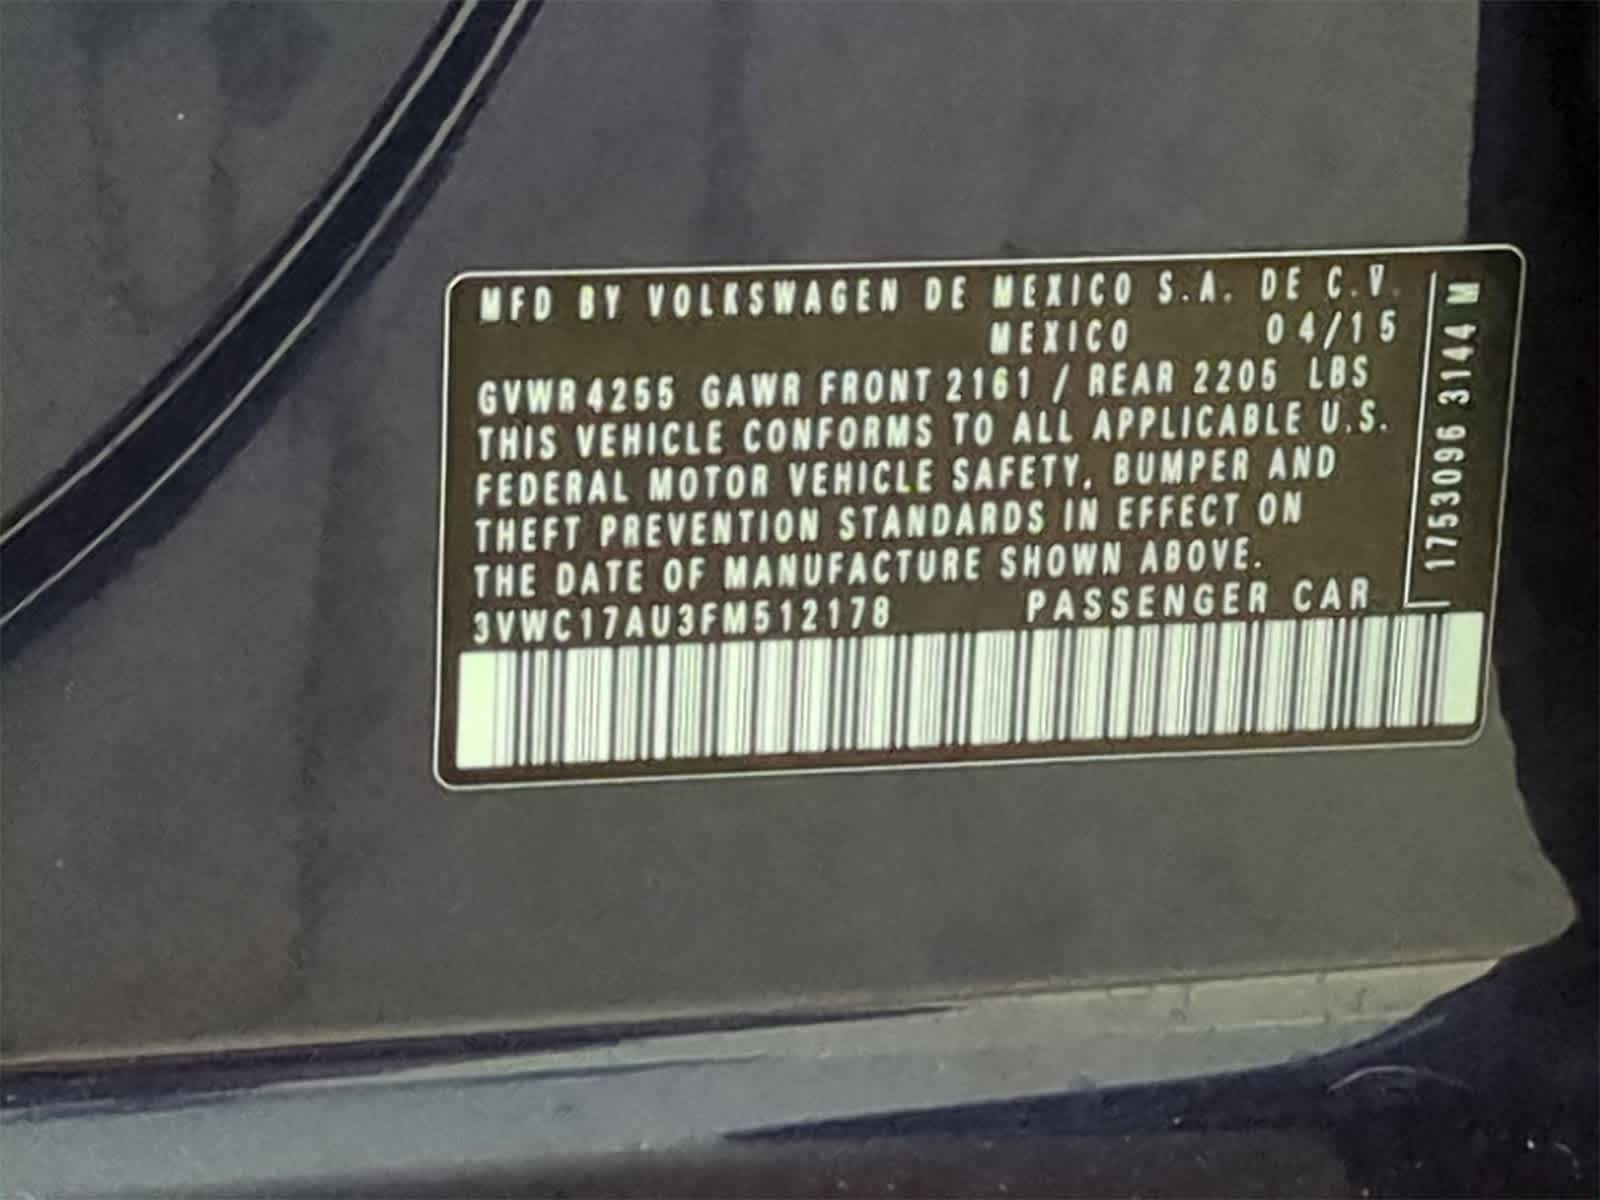 MFD BY VOLKSWAGEN DE MEXICO S.A. DE C.V.
MEXICO 04/15
GVWR 4255 GAWR FRONT 2161 / REAR 2205 LBS
THIS VEHICLE CONFORMS TO ALL APPLICABLE U.S.
FEDERAL MOTOR VEHICLE SAFETY, BUMPER AND
THEFT PREVENTION STANDARDS IN EFFECT ON
THE DATE OF MANUFACTURE SHOWN ABOVE.
3VWC17AU3FM512178 PASSENGER CAR
1753096 3144 M